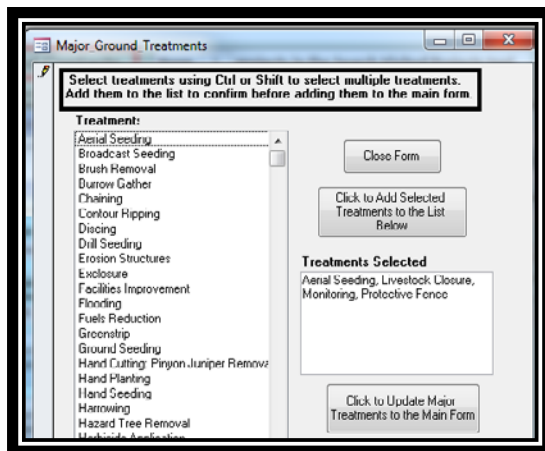 Major_Ground_Treatments
Select treatments using Ctrl or Shift to select multiple treatments.
Add them to the list to confirm before adding them to the main form.
Treatment:
Aerial Seeding
Broadcast Seeding
Brush Removal
Burrow Gather
Chaining
Contour Ripping
Discing
Drill Seeding
Erosion Structures
Exclosure
Facilities Improvement
Flooding
Fuels Reduction
Greenstrip
Ground Seeding
Hand Cutting: Pinyon Juniper Remova
Hand Planting
Hand Seeding
Harrowing
Hazard Tree Removal
Herbicide Application
Close Form
Click to Add Selected
Treatments to the List
Below
Treatments Selected
Aerial Seeding, Livestock Closure,
Monitoring, Protective Fence
Click to Update Major
Treatments to the Main Form